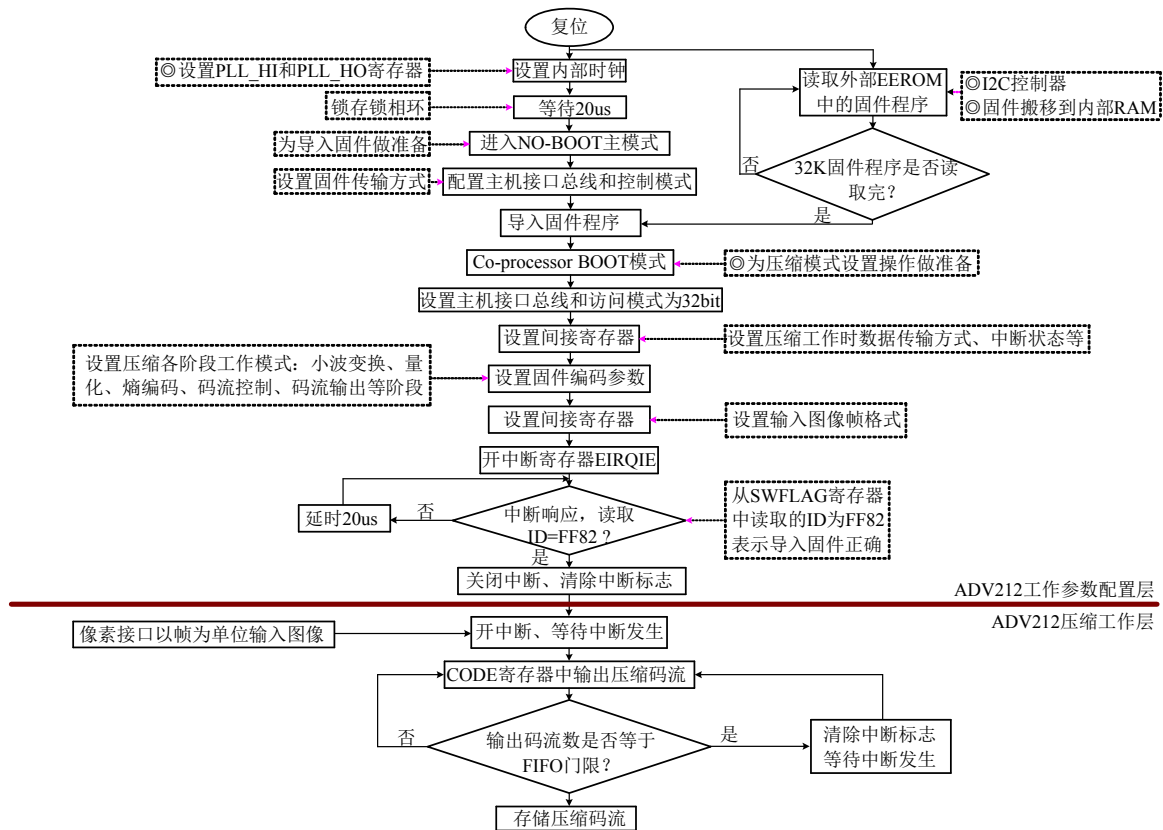 复位
◎设置PLL_HI和PLL_HO寄存器
设置内部时钟
读取外部EEROM
中的固件程序
◎I2C控制器
◎固件搬移到内部RAM
锁存锁相环
等待20us
为导入固件做准备
进入NO-BOOT主模式
否
32K固件程序是否读
取完？
设置固件传输方式
配置主机接口总线和控制模式
是
导入固件程序
Co-processor BOOT模式
◎为压缩模式设置操作做准备
设置主机接口总线和访问模式为32bit
设置间接寄存器
设置压缩工作时数据传输方式、中断状态等
设置压缩各阶段工作模式：小波变换、量
化、熵编码、码流控制、码流输出等阶段
设置固件编码参数
设置间接寄存器
设置输入图像帧格式
开中断寄存器EIRQIE
延时20us
否
中断响应，读取
ID=FF82？
从SWFLAG寄存器
中读取的ID为FF82
表示导入固件正确
是
关闭中断、清除中断标志
ADV212工作参数配置层
ADV212压缩工作层
像素接口以帧为单位输入图像
开中断、等待中断发生
CODE寄存器中输出压缩码流
否
输出码流数是否等于
FIFO门限？
是
清除中断标志
等待中断发生
存储压缩码流